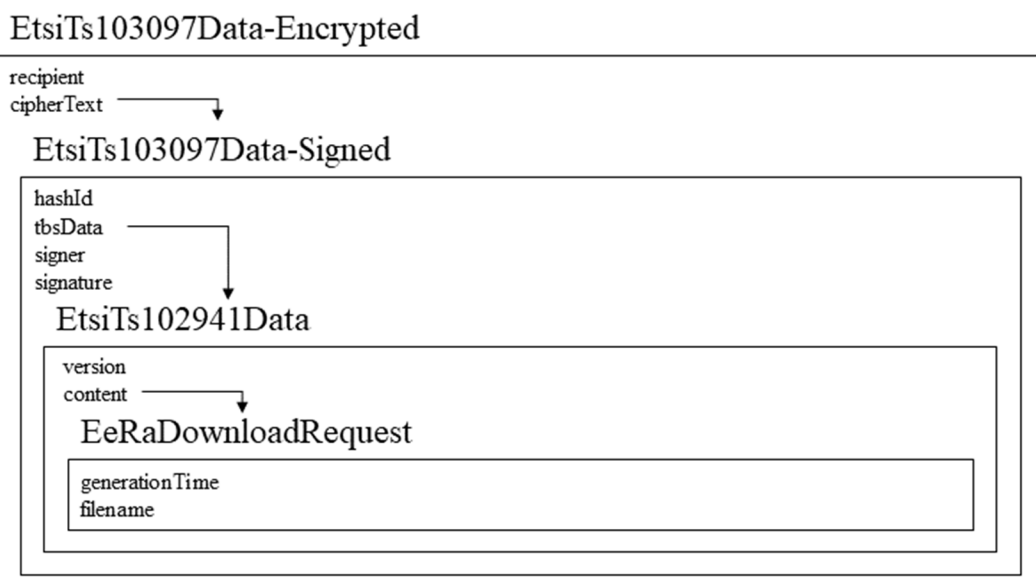 EtsiTs103097Data-Encrypted
recipient
cipherText
EtsiTs103097Data-Signed
hashId
tbsData
signer
signature
EtsiTs102941Data
version
content
EeRaDownloadRequest
generationTime
filename